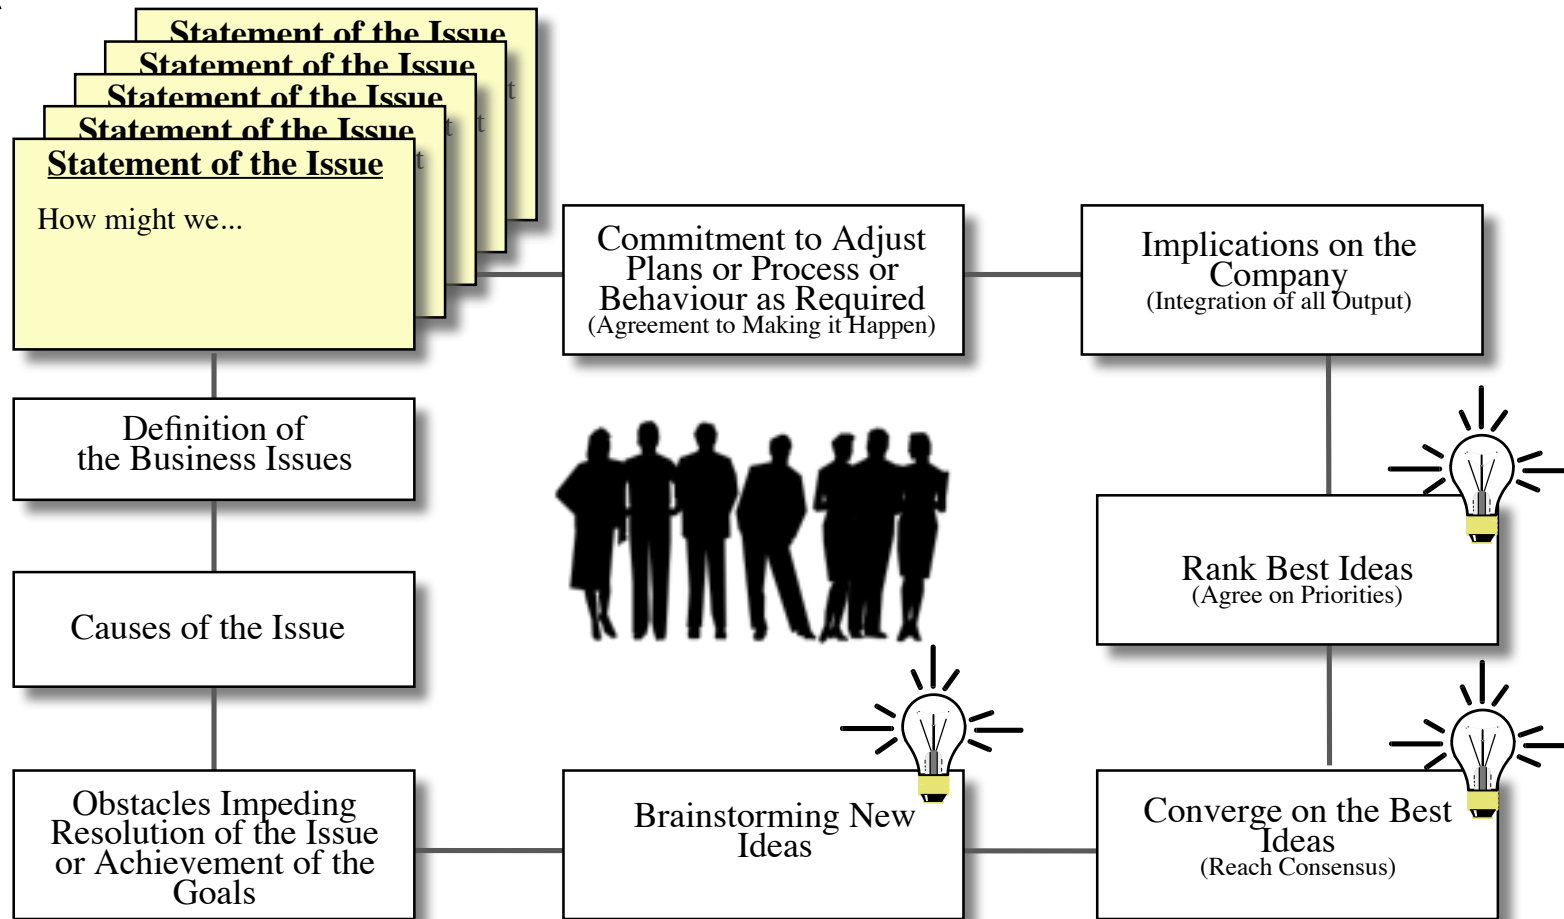 Statement of the Issue
Statement of the Issue
t
Statement of the Issue
t
Statement of the Issue
t
Statement of the Issue
t
How might we...
Commitment to Adjust
Plans or Process or
Behaviour as Required
(Agreement to Making it Happen)
Implications on the
Company
(Integration of all Output)
Definition of
the Business Issues
Causes of the Issue
Rank Best Ideas
(Agree on Priorities)
Obstacles Impeding
Resolution of the Issue
or Achievement of the
Goals
Brainstorming New
Ideas
Converge on the Best
Ideas
(Reach Consensus)